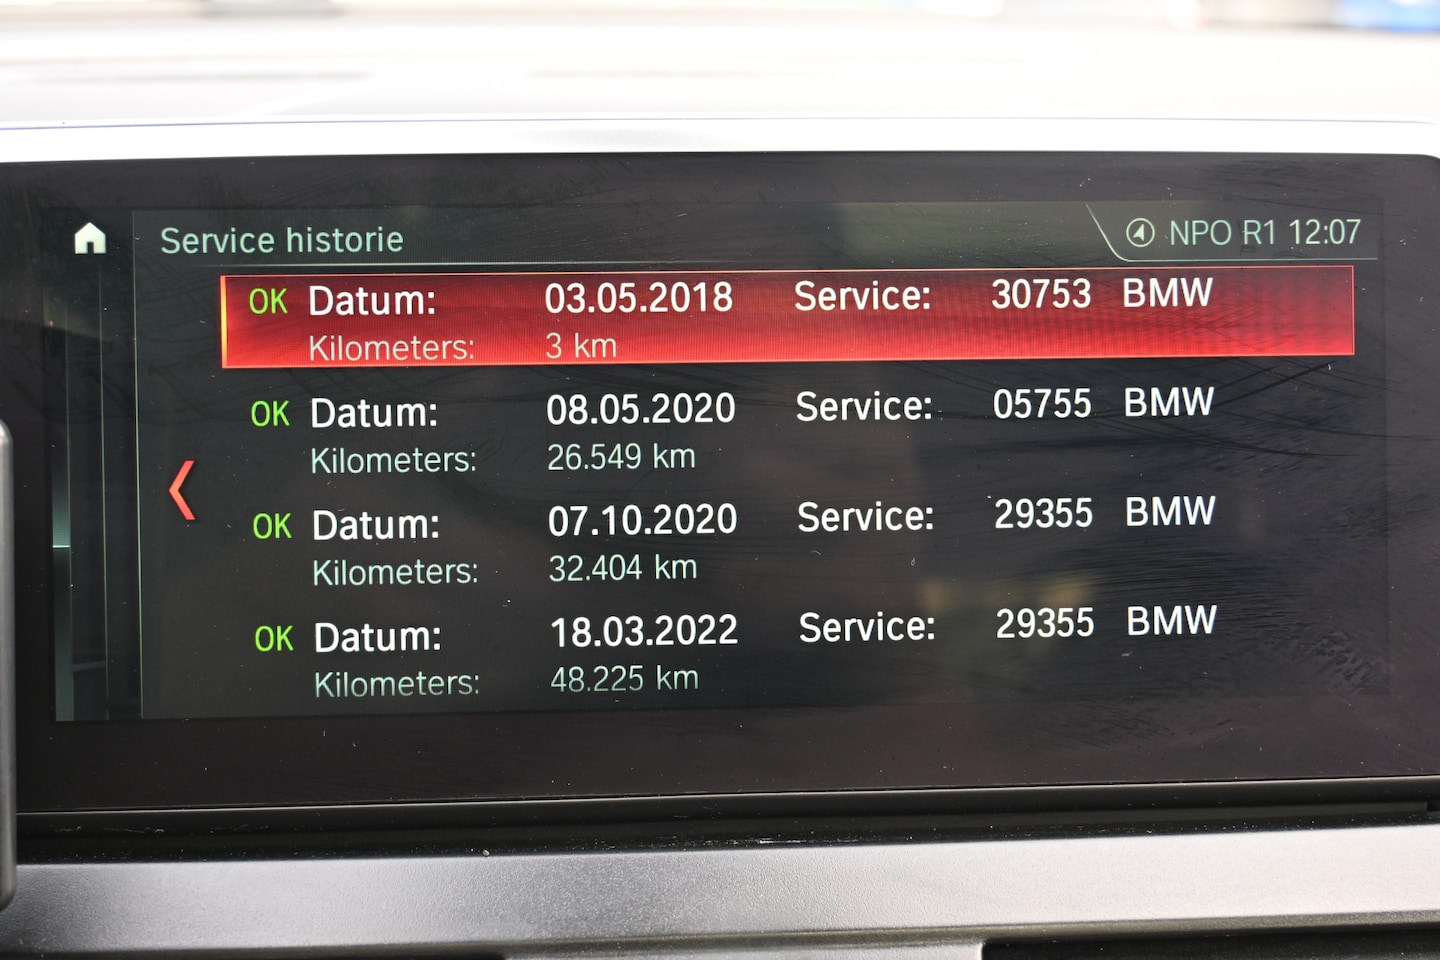 Service historie NPO R1 12:07
OK Datum: 03.05.2018 Service: 30753 BMW
Kilometers: 3 km
OK Datum: 08.05.2020 Service: 05755 BMW
Kilometers: 26.549 km
OK Datum: 07.10.2020 Service: 29355 BMW
Kilometers: 32.404 km
OK Datum: 18.03.2022 Service: 29355 BMW
Kilometers: 48.225 km